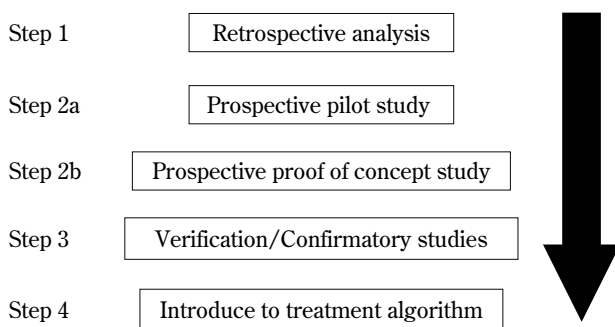 Step 1 Retrospective analysis
Step 2a Prospective pilot study
Step 2b Prospective proof of concept study
Step 3 Verification/Confirmatory studies
Step 4 Introduce to treatment algorithm